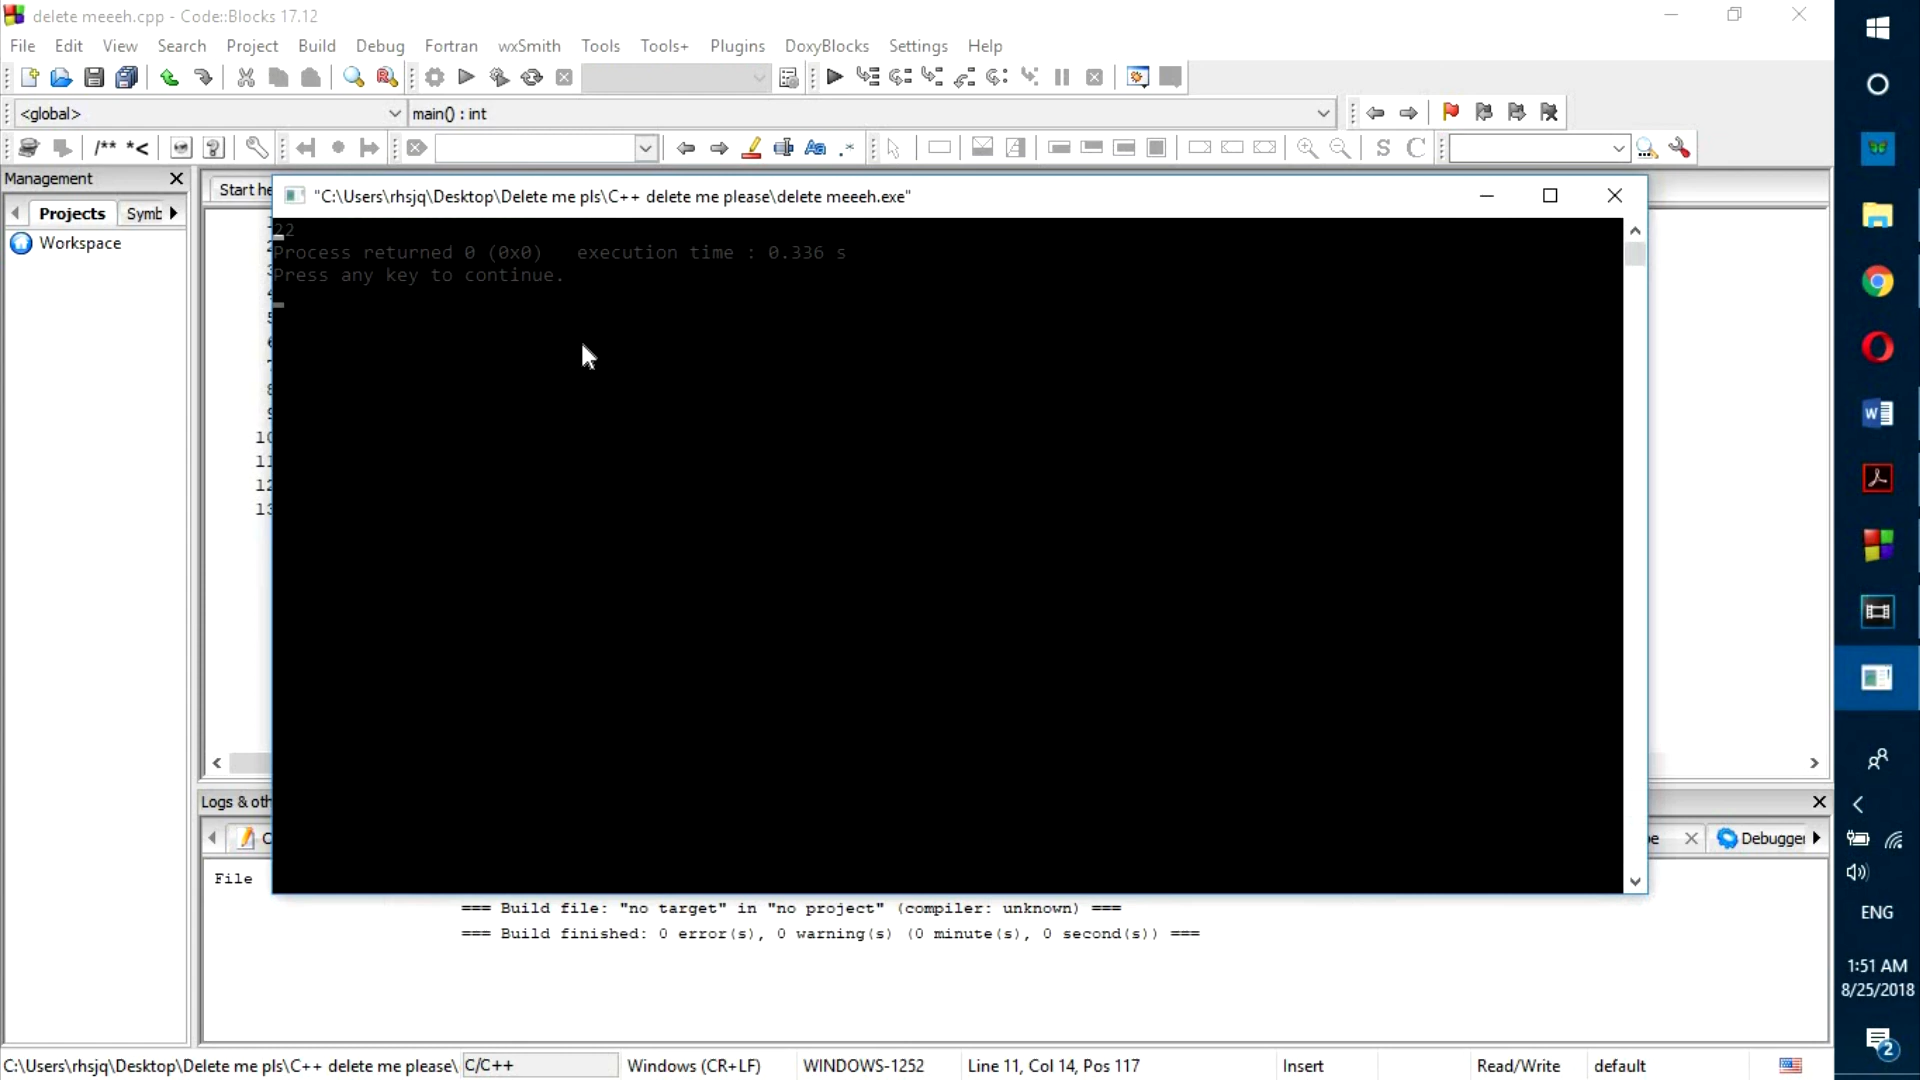 delete meeeh.cpp - Code::Blocks 17.12
File Edit View Search Project Build Debug Fortran wxSmith Tools Tools+ Plugins DoxyBlocks Settings Help
<global> main() : int
/** *<
Management
Start he
Projects Symb
Workspace
"C:\Users\rhsjq\Desktop\Delete me pls\C++ delete me please\delete meeeh.exe"
22
Process returned 0 (0x0)   execution time : 0.336 s
Press any key to continue.
Logs & oth
Debugger
File
=== Build file: "no target" in "no project" (compiler: unknown) ===
=== Build finished: 0 error(s), 0 warning(s) (0 minute(s), 0 second(s)) ===
ENG
1:51 AM
8/25/2018
2
C:\Users\rhsjq\Desktop\Delete me pls\C++ delete me please\ C/C++ Windows (CR+LF) WINDOWS-1252 Line 11, Col 14, Pos 117 Insert Read/Write default